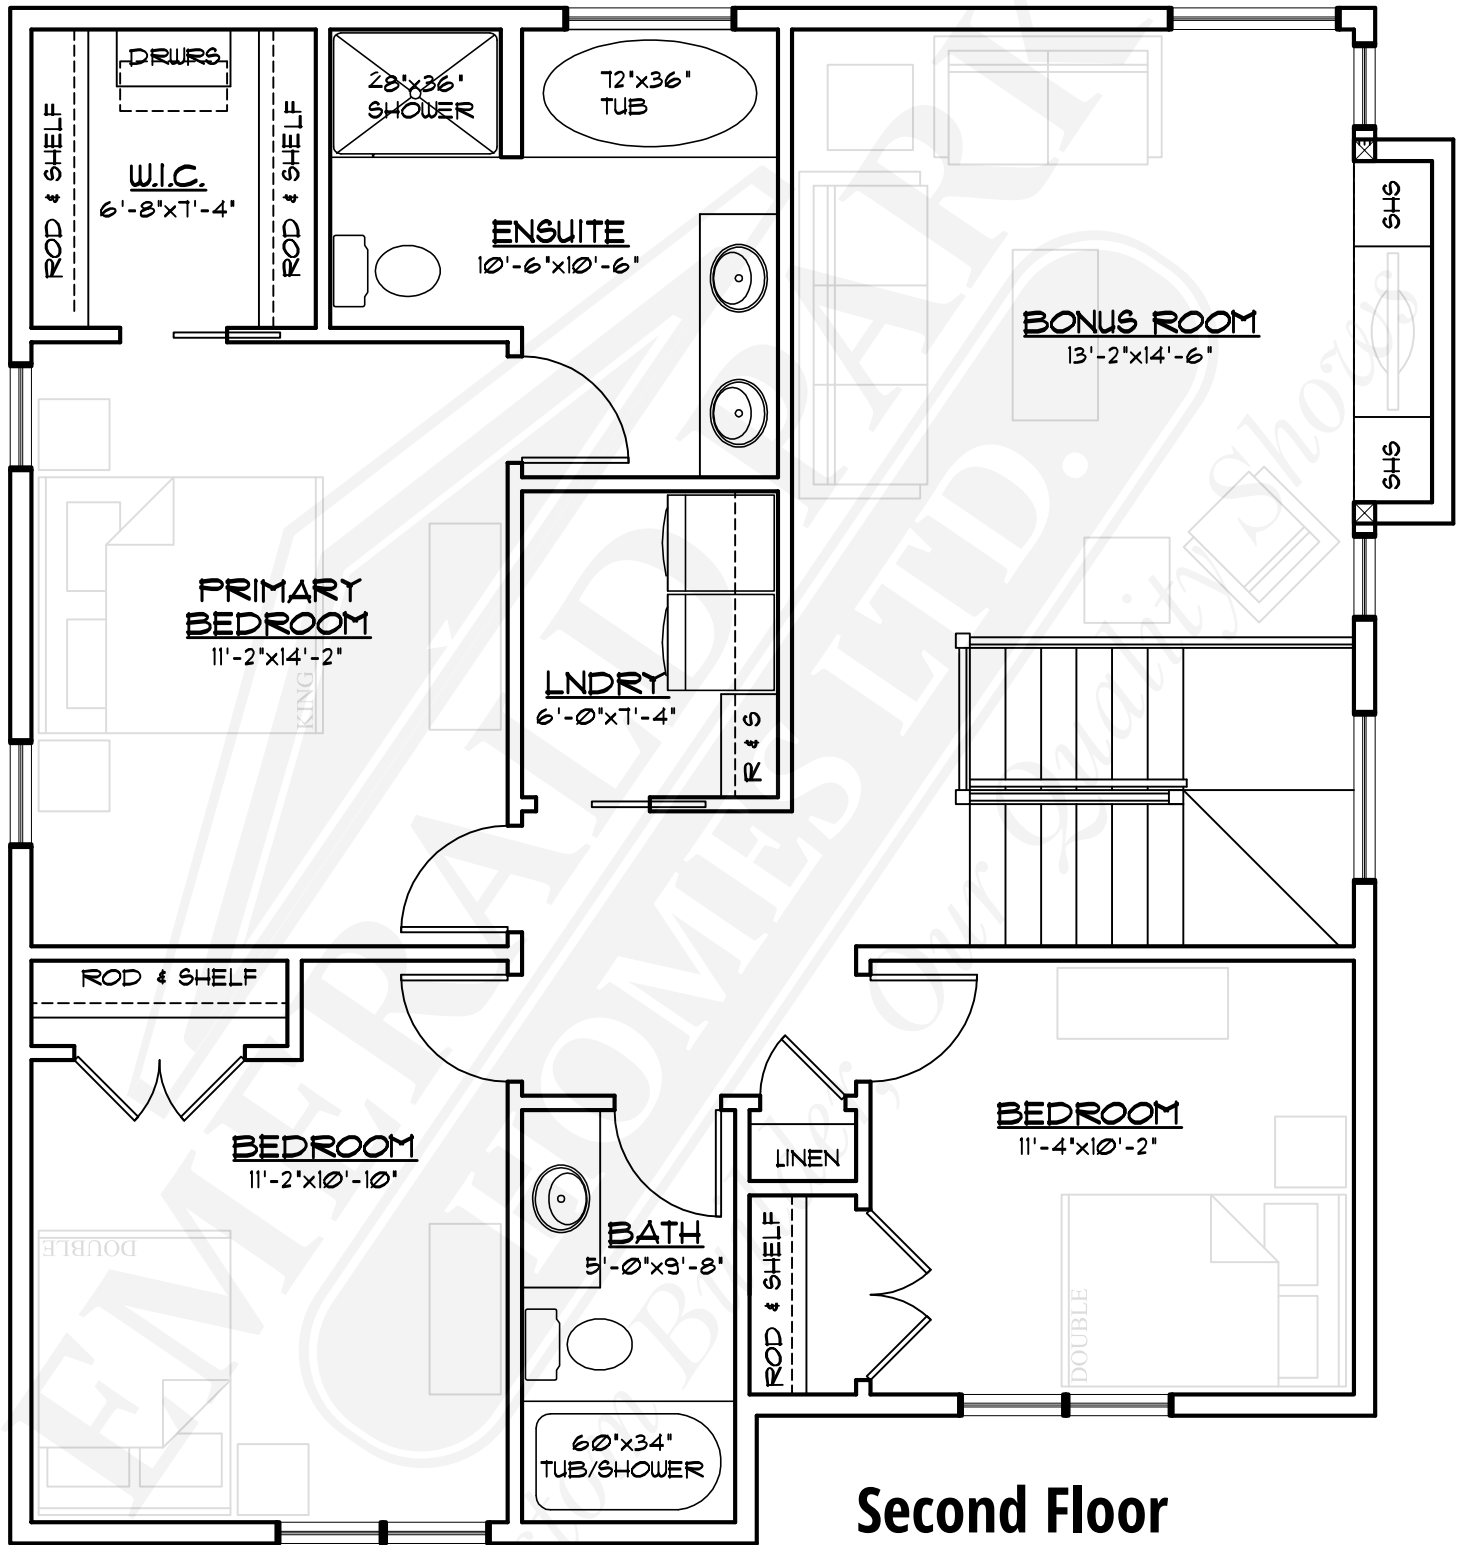 DRWRS
28"x36"
SHOWER
72"x36"
TUB
ROD & SHELF
ROD & SHELF
W.I.C.
6'-8"x7'-4"
ENSUITE
10'-6"x10'-6"
SHS
BONUS ROOM
13'-2"x14'-6"
SHS
PRIMARY
BEDROOM
11'-2"x14'-2"
KING
LNDRY
6'-0"x7'-4"
R & S
ROD & SHELF
BEDROOM
11'-2"x10'-10"
DOUBLE
BEDROOM
11'-4"x10'-2"
LINEN
BATH
5'-0"x9'-8"
ROD & SHELF
DOUBLE
60"x34"
TUB/SHOWER
Second Floor
EMERALD PARK
HOMES LTD.
Our Quality Shows